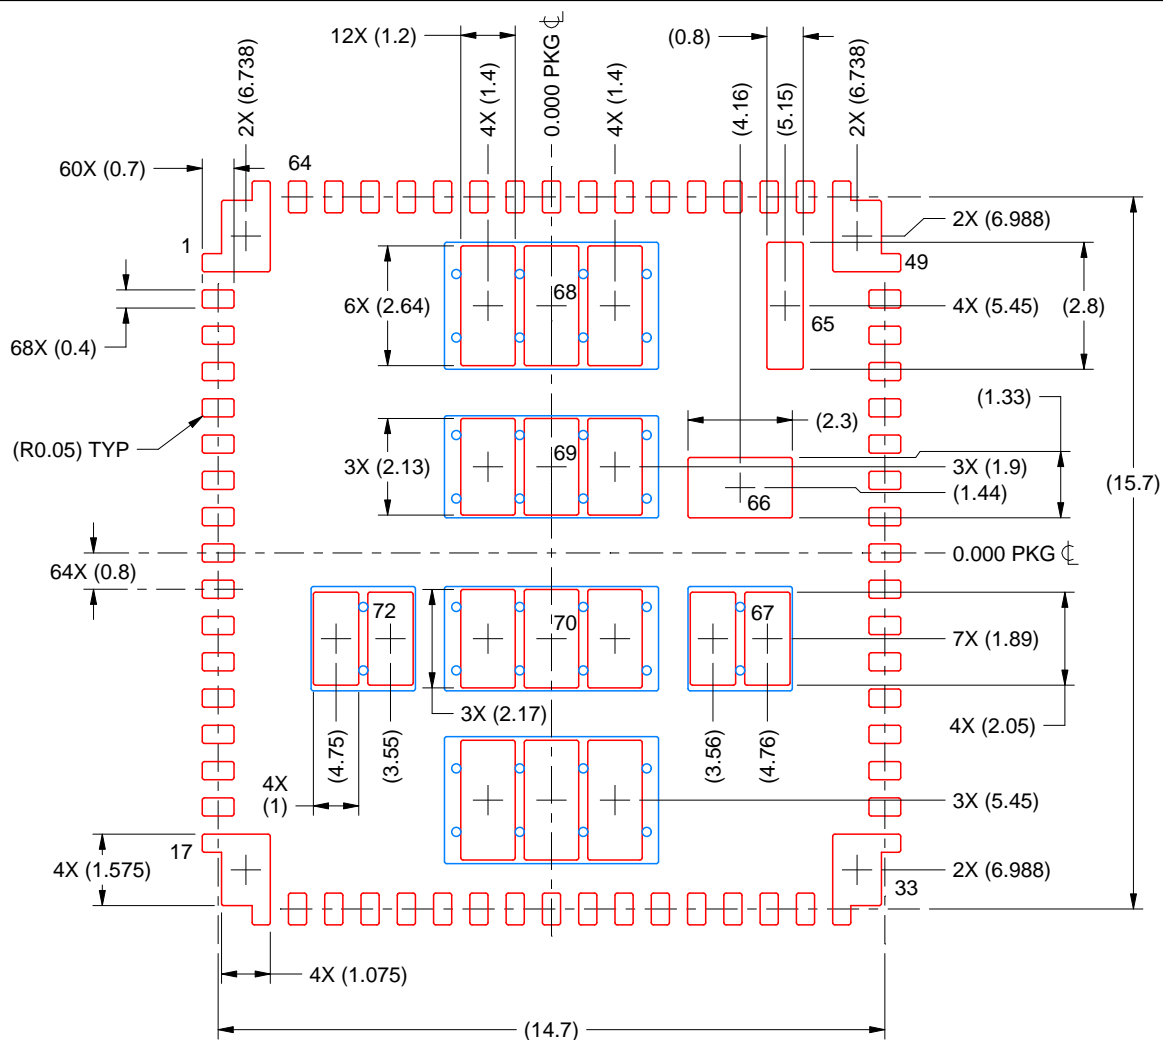 12X (1.2)
0.000 PKG
(0.8)
2X (6.738)
4X (1.4)
4X (1.4)
(4.16)
(5.15)
2X (6.738)
60X (0.7)
64
1
2X (6.988)
49
6X (2.64)
68
65
4X (5.45)
(2.8)
68X (0.4)
(1.33)
(R0.05) TYP
3X (2.13)
69
(2.3)
3X (1.9)
66
(1.44)
(15.7)
0.000 PKG
64X (0.8)
72
70
67
7X (1.89)
3X (2.17)
4X (2.05)
(4.75)
(3.55)
(3.56)
(4.76)
4X
(1)
3X (5.45)
17
4X (1.575)
2X (6.988)
33
4X (1.075)
(14.7)